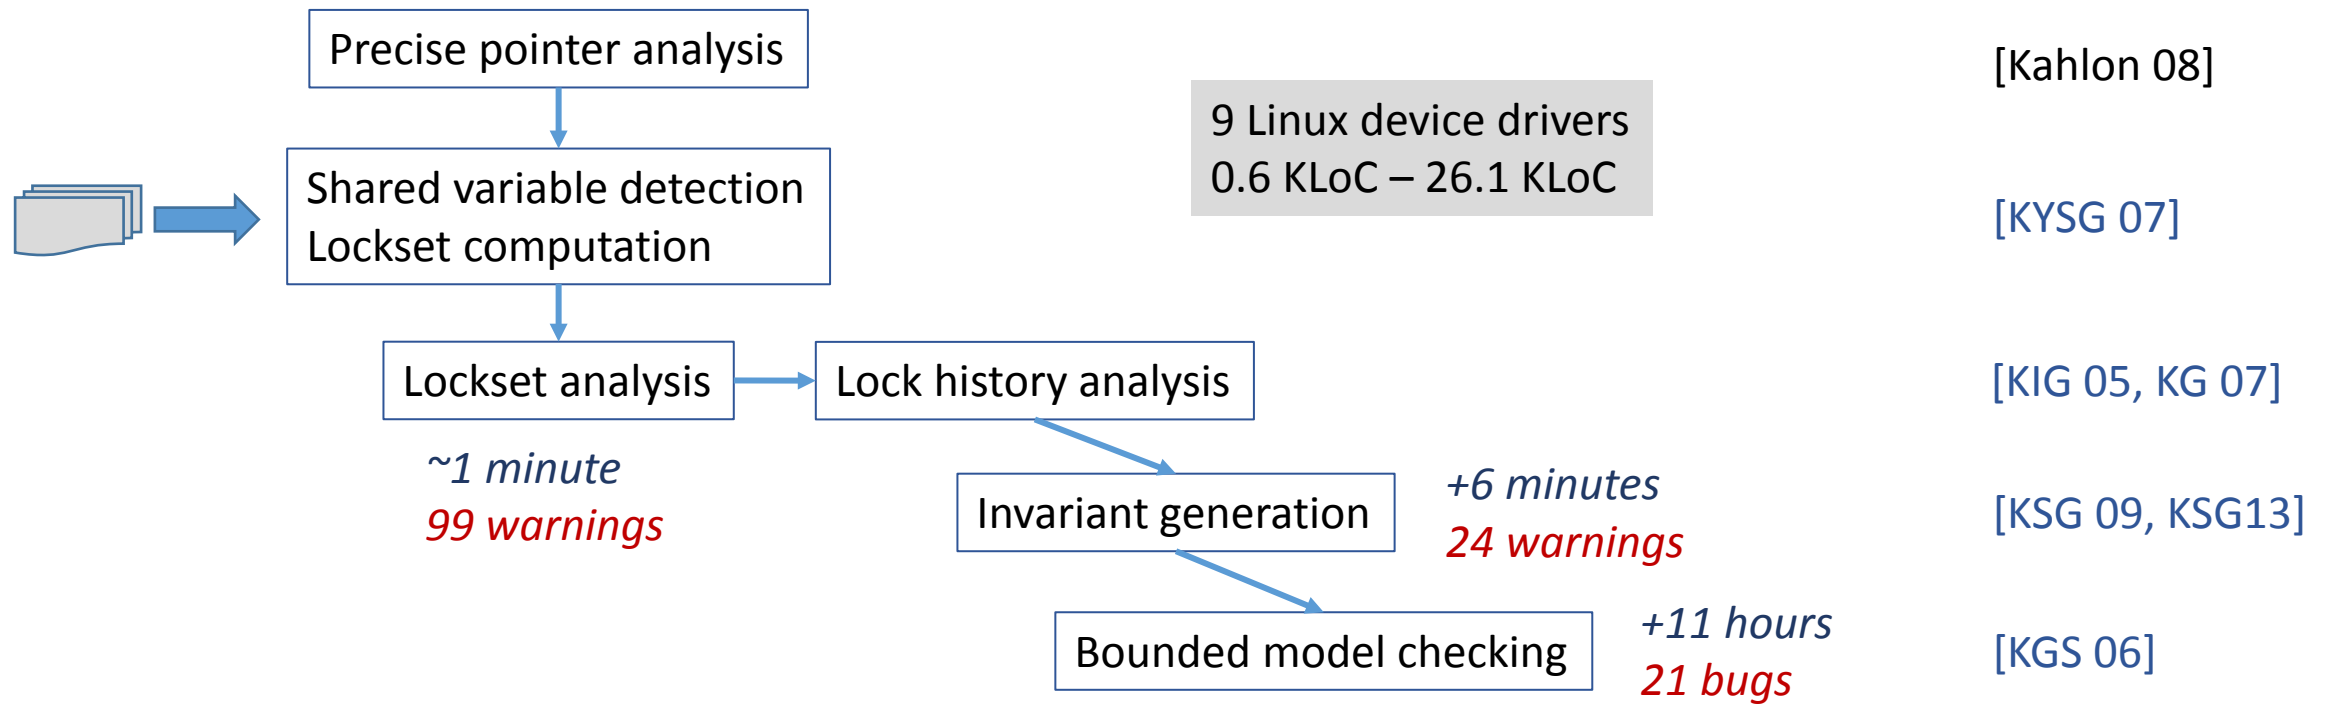 Precise pointer analysis
[Kahlon 08]
9 Linux device drivers
0.6 KLoC – 26.1 KLoC
Shared variable detection
Lockset computation
[KYSG 07]
Lockset analysis
Lock history analysis
[KIG 05, KG 07]
~1 minute
99 warnings
Invariant generation
+6 minutes
24 warnings
[KSG 09, KSG13]
Bounded model checking
+11 hours
21 bugs
[KGS 06]